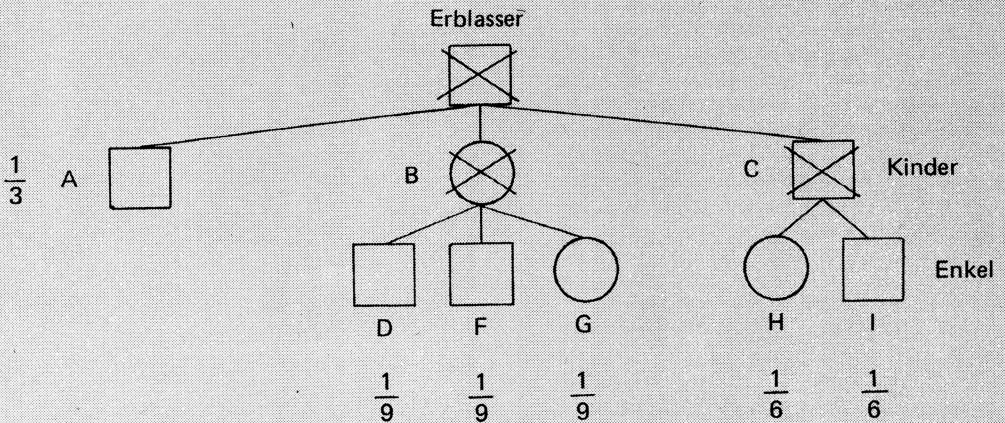 Erblasser
1/3 A B C Kinder
Enkel
D F G H I
1/9 1/9 1/9 1/6 1/6